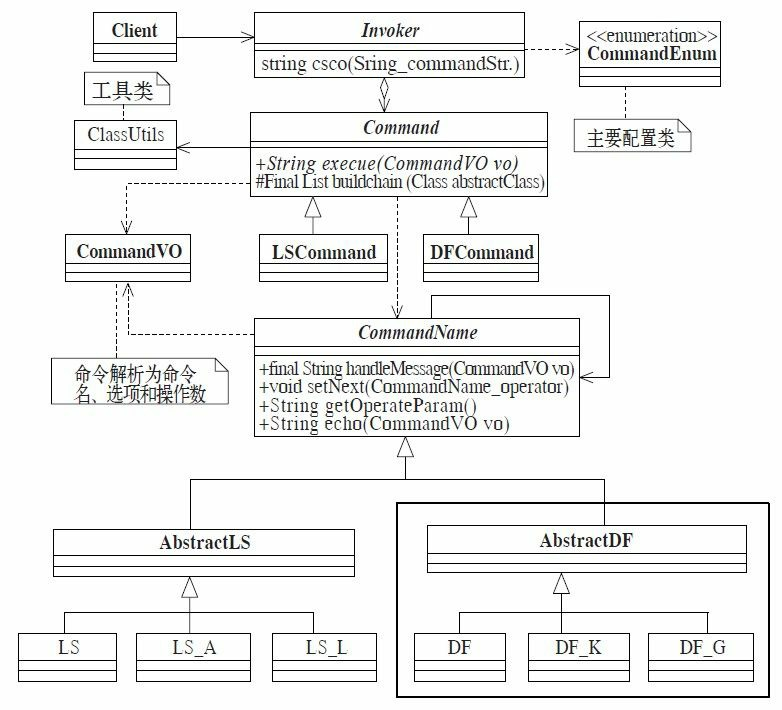 Client
Invoker
string csco(Sring_commandStr.)
<<enumeration>>
CommandEnum
工具类
主要配置类
ClassUtils
Command
+String execue(CommandVO vo)
#Final List buildchain (Class abstractClass)
CommandVO
LSCommand
DFCommand
CommandName
+final String handleMessage(CommandVO vo)
+void setNext(CommandName_operator)
+String getOperateParam()
+String echo(CommandVO vo)
命令解析为命令
名、选项和操作数
AbstractLS
AbstractDF
LS
LS_A
LS_L
DF
DF_K
DF_G